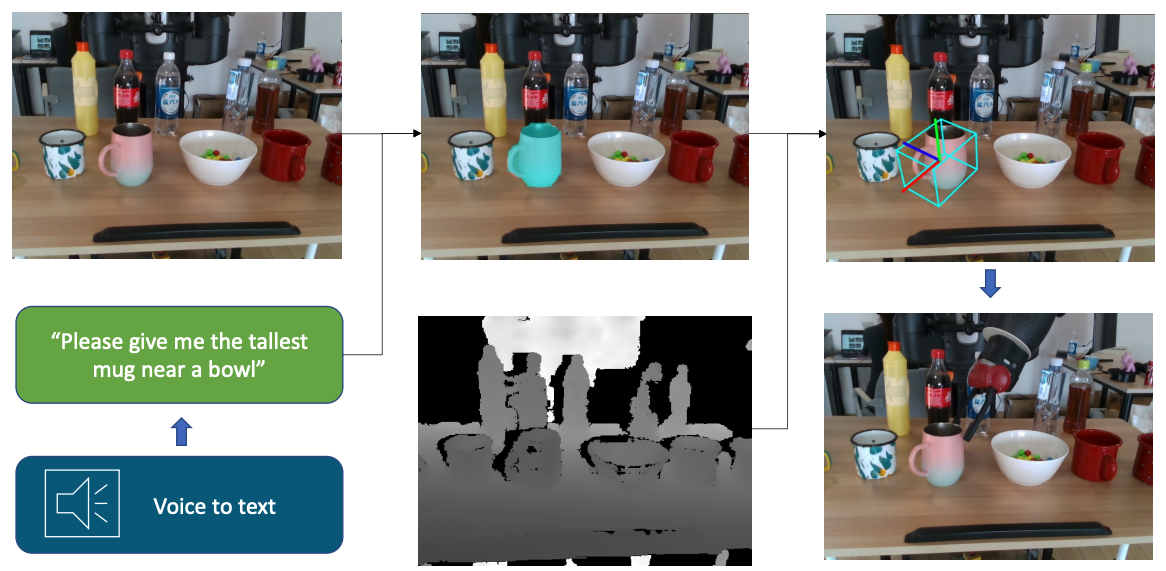 “Please give me the tallest
mug near a bowl”
Voice to text